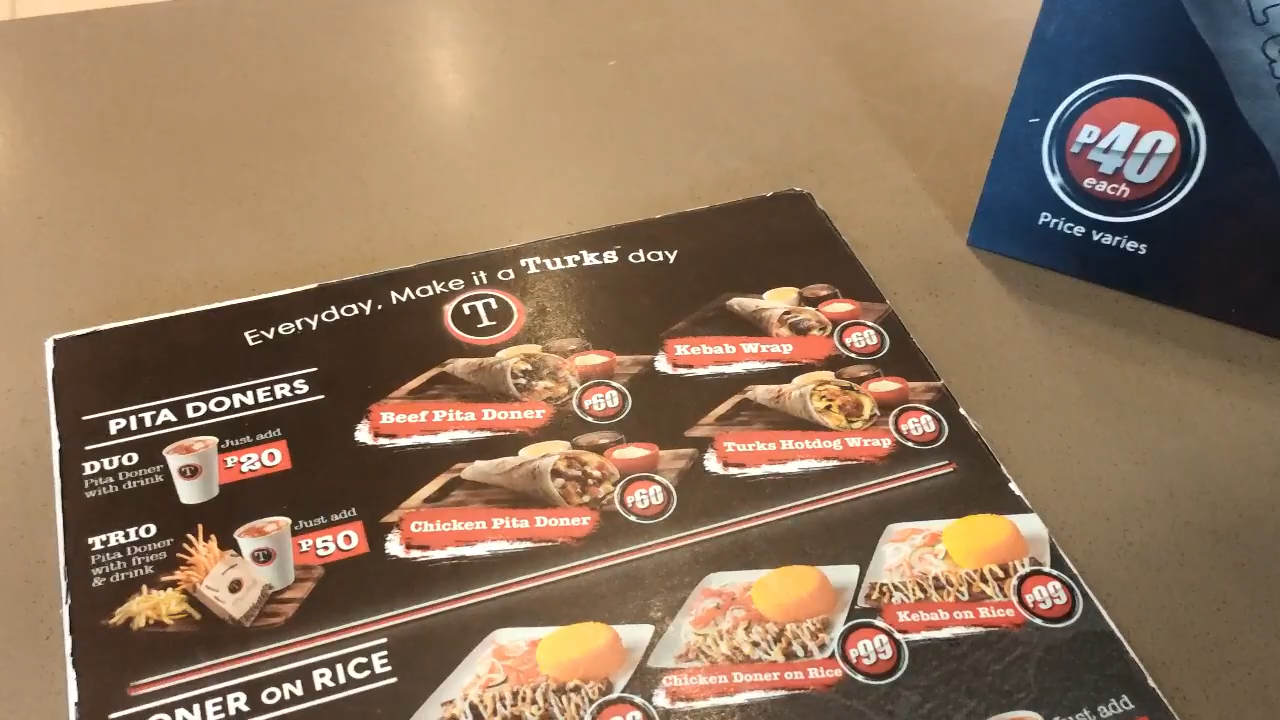 P40
each
Price varies
Everyday, Make it a Turks day
T
PITA DONERS
DUO
Pita Doner
with drink
Just add
P20
TRIO
Pita Doner
with fries
& drink
Just add
P50
Beef Pita Doner
P60
Kebab Wrap
P60
Chicken Pita Doner
P60
Turks Hotdog Wrap
P60
ONER ON RICE
Chicken Doner on Rice
P99
Kebab on Rice
P99
Just add